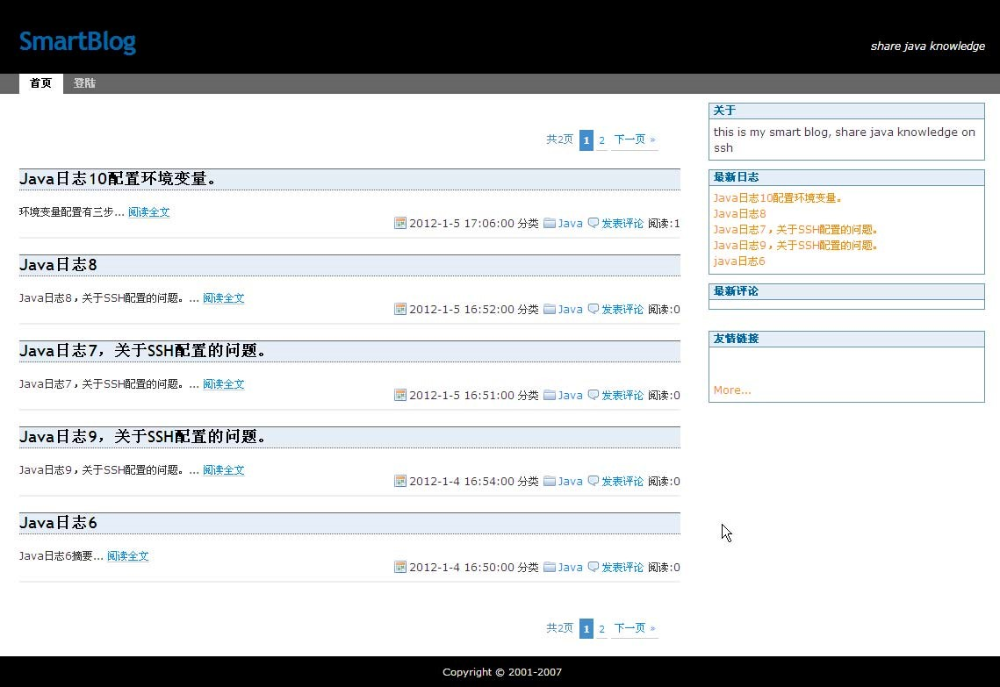 SmartBlog
share java knowledge
首页 登陆
共2页 1 2 下一页 »
Java日志10配置环境变量。
环境变量配置有三步... 阅读全文
2012-1-5 17:06:00 分类 Java 发表评论 阅读:1
Java日志8
Java日志8，关于SSH配置的问题。... 阅读全文
2012-1-5 16:52:00 分类 Java 发表评论 阅读:0
Java日志7，关于SSH配置的问题。
Java日志7，关于SSH配置的问题。... 阅读全文
2012-1-5 16:51:00 分类 Java 发表评论 阅读:0
Java日志9，关于SSH配置的问题。
Java日志9，关于SSH配置的问题。... 阅读全文
2012-1-4 16:54:00 分类 Java 发表评论 阅读:0
Java日志6
Java日志6摘要... 阅读全文
2012-1-4 16:50:00 分类 Java 发表评论 阅读:0
共2页 1 2 下一页 »
关于
this is my smart blog, share java knowledge on
ssh
最新日志
Java日志10配置环境变量。
Java日志8
Java日志7，关于SSH配置的问题。
Java日志9，关于SSH配置的问题。
java日志6
最新评论
友情链接
More...
Copyright © 2001-2007